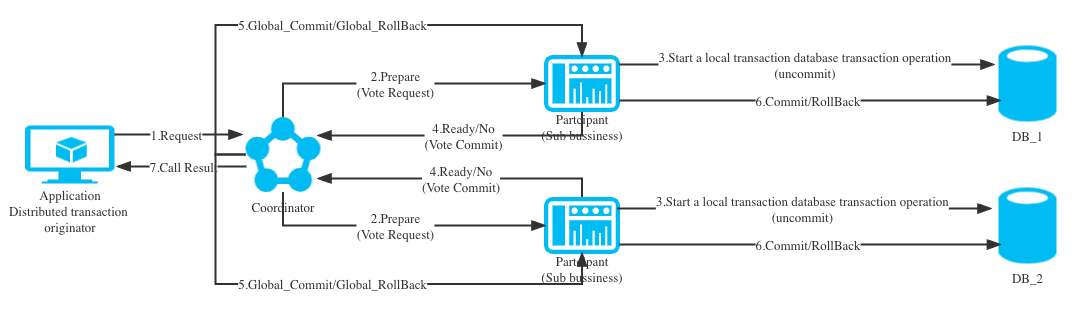 5.Global_Commit/Global_RollBack
3.Start a local transaction database transaction operation
(uncommit)
2.Prepare
(Vote Request)
6.Commit/RollBack
Partcipant
(Sub bussiness)
DB_1
1.Request
4.Ready/No
(Vote Commit)
7.Call Result
4.Ready/No
(Vote Commit)
Application
Distributed transaction
originator
Coordinator
3.Start a local transaction database transaction operation
(uncommit)
2.Prepare
(Vote Request)
6.Commit/RollBack
Partcipant
(Sub bussiness)
DB_2
5.Global_Commit/Global_RollBack